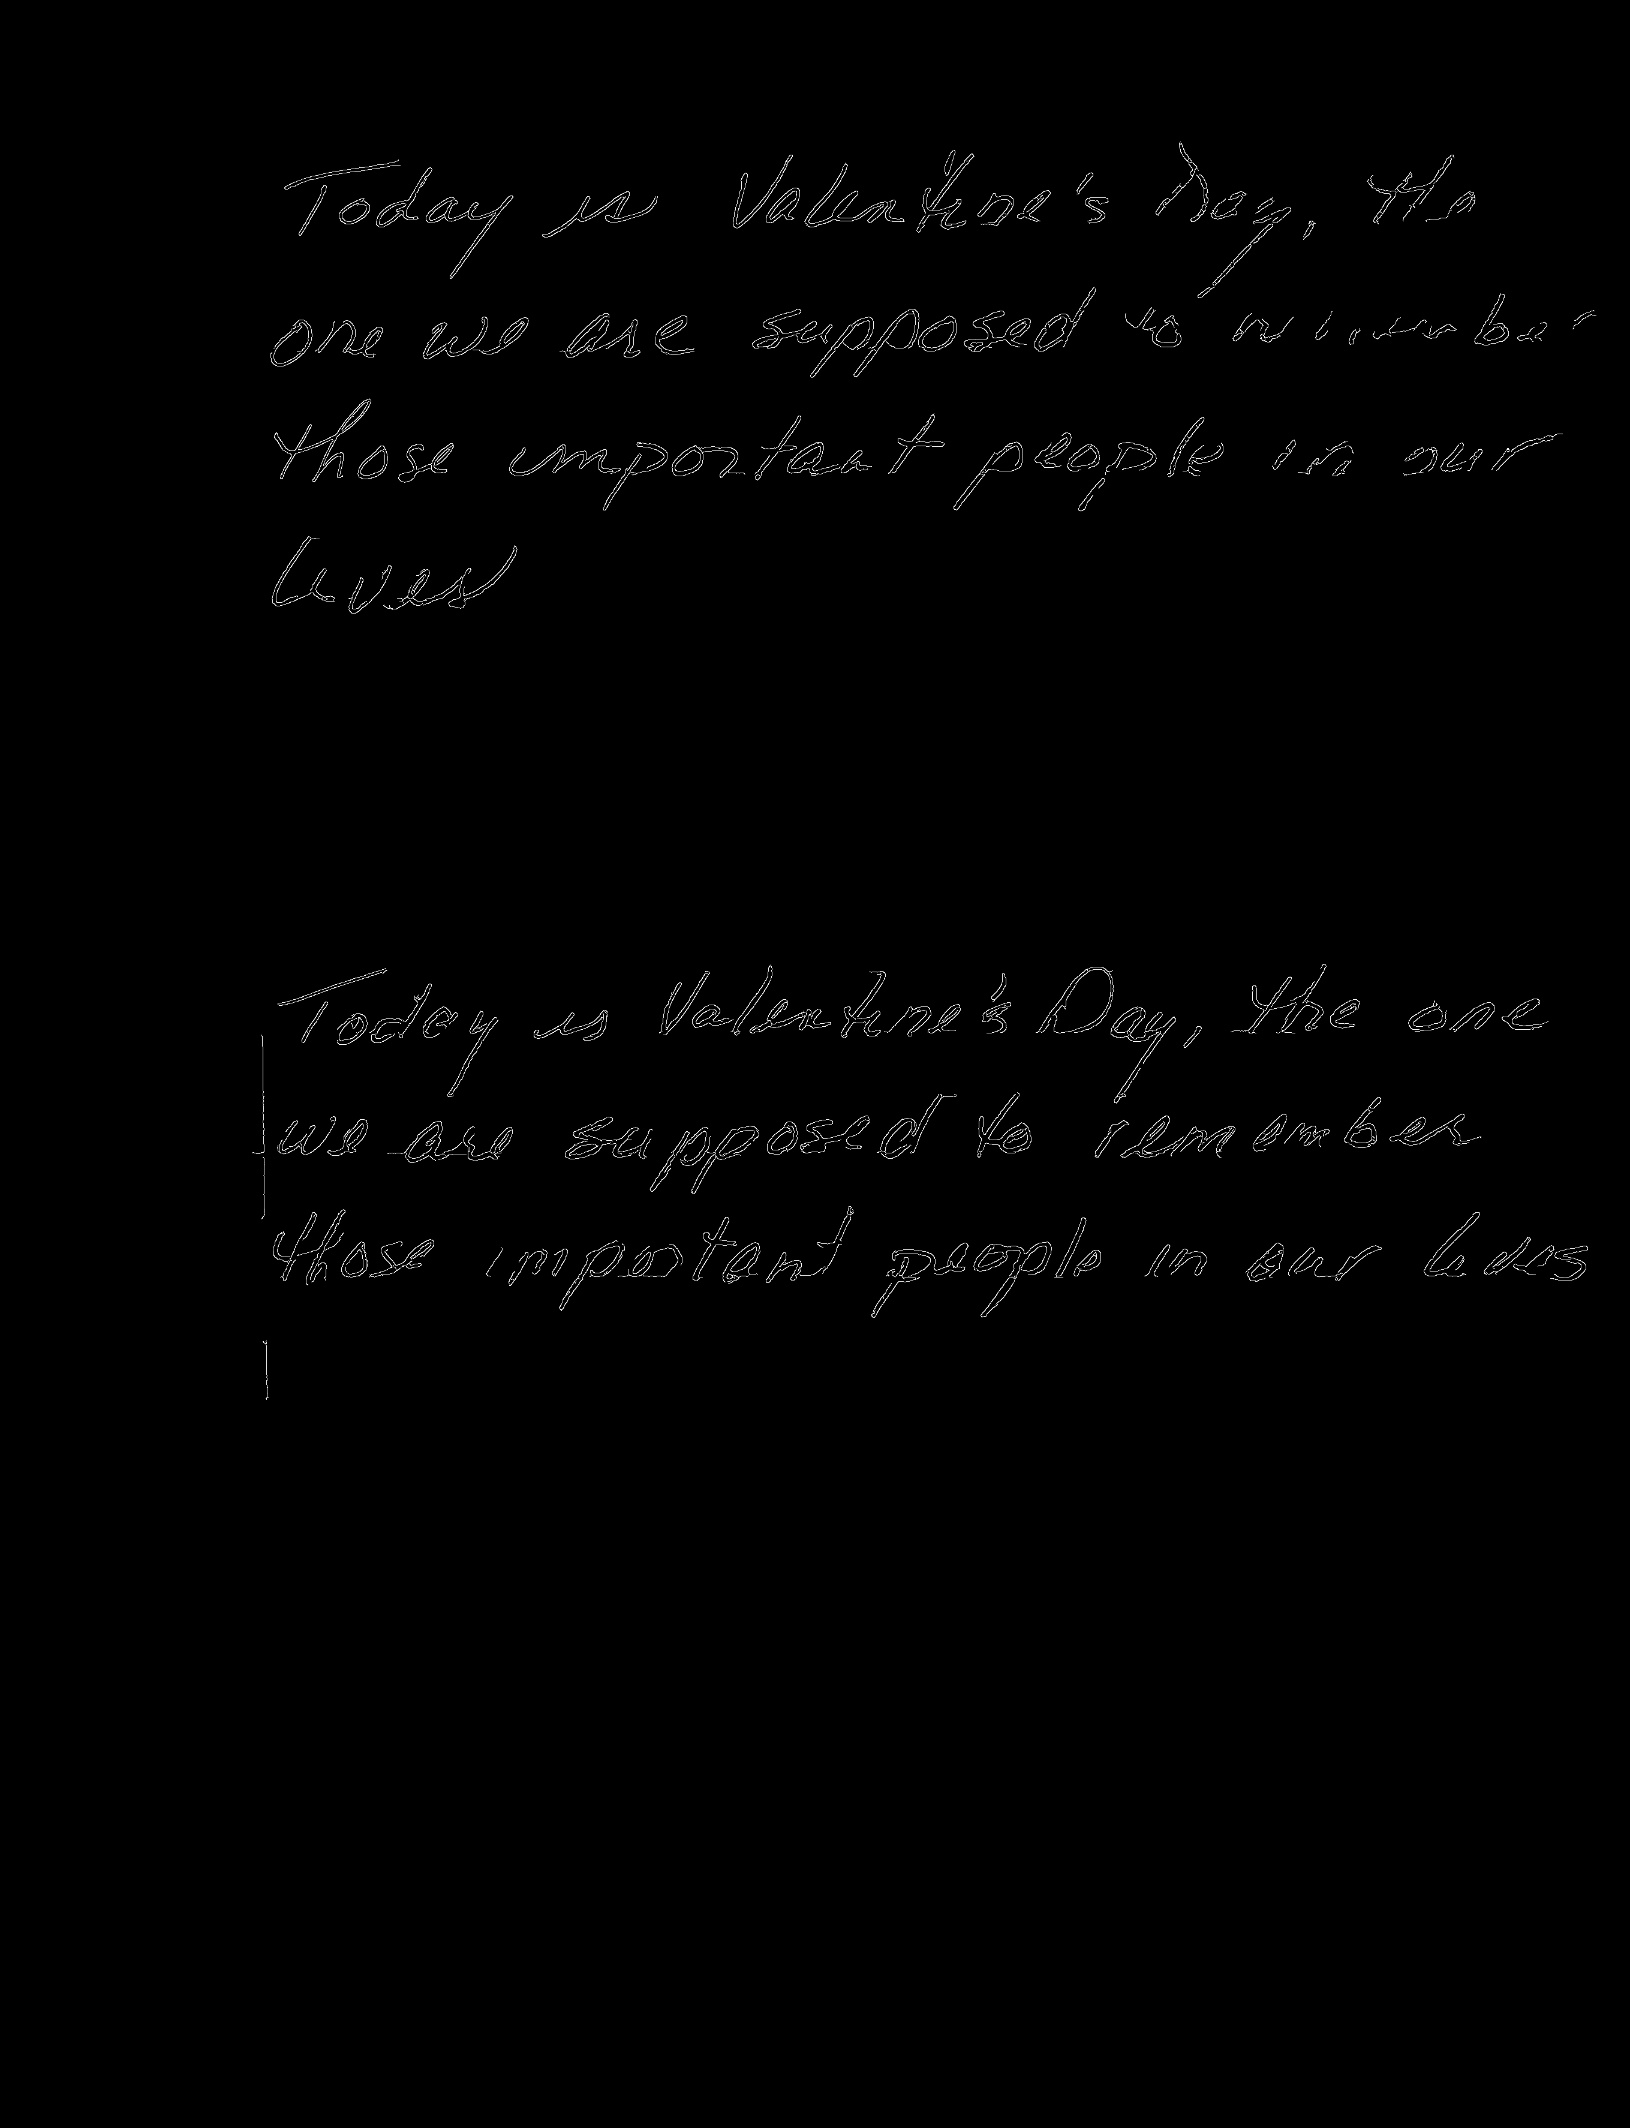 Today is Valentine's Day, the
one we are supposed to remember
those important people in our
lives
Today is Valentine's Day, the one
we are supposed to remember
those important people in our lives